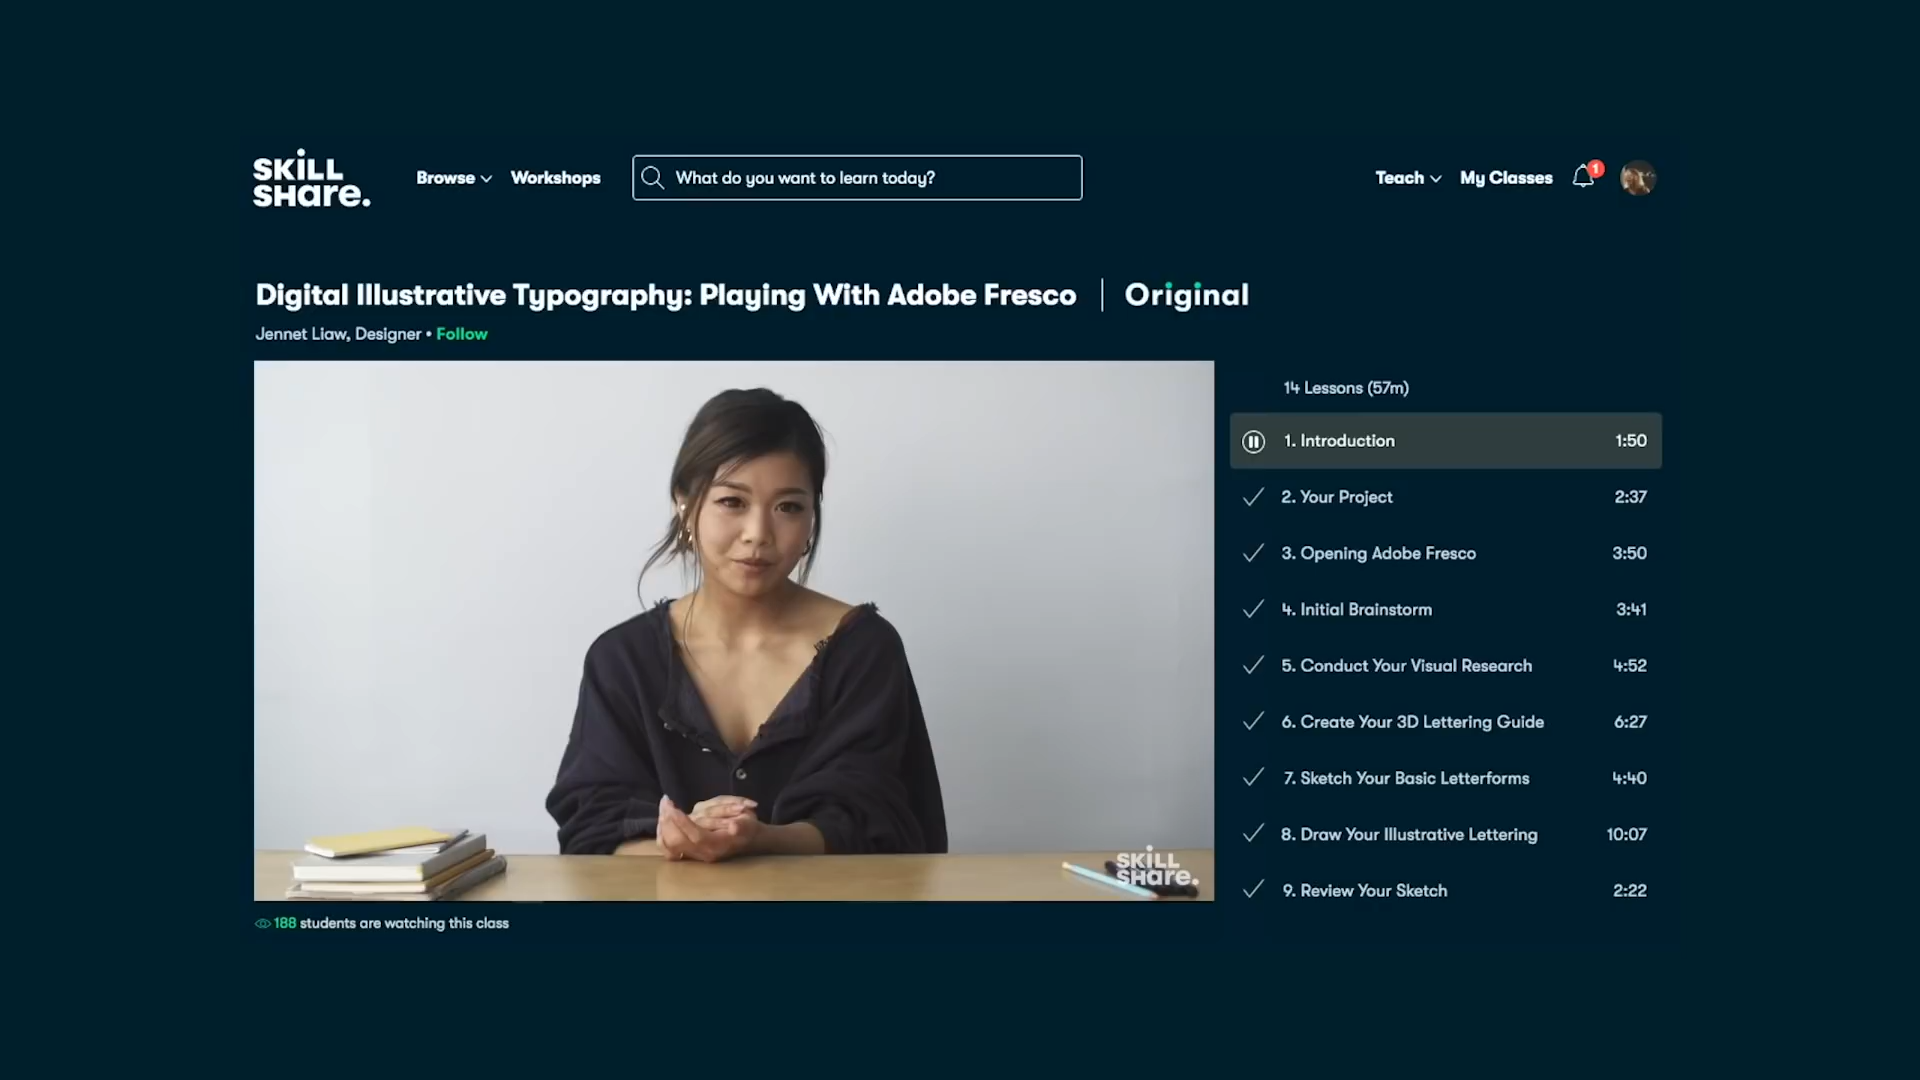 SKILL
SHare.
Browse
Workshops
What do you want to learn today?
Teach
My Classes
1
Digital Illustrative Typography: Playing With Adobe Fresco | Original
Jennet Liaw, Designer • Follow
14 Lessons (57m)
1. Introduction 1:50
2. Your Project 2:37
3. Opening Adobe Fresco 3:50
4. Initial Brainstorm 3:41
5. Conduct Your Visual Research 4:52
6. Create Your 3D Lettering Guide 6:27
7. Sketch Your Basic Letterforms 4:40
8. Draw Your Illustrative Lettering 10:07
9. Review Your Sketch 2:22
SKILL
SHare.
188 students are watching this class